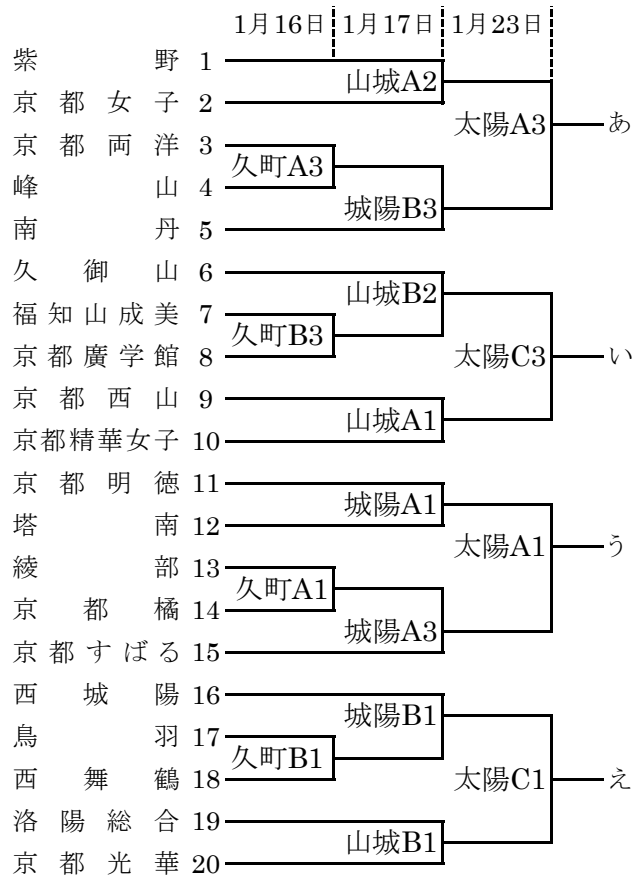 1月16日 1月17日 1月23日
紫野 1
山城A2
京都女子 2
太陽A3 あ
京都両洋 3
久町A3
峰山 4
城陽B3
南丹 5
久御山 6
山城B2
福知山成美 7
久町B3
京都廣学館 8
太陽C3 い
京都西山 9
山城A1
京都精華女子 10
京都明徳 11
城陽A1
塔南 12
太陽A1 う
綾部 13
久町A1
京都橘 14
城陽A3
京都すばる 15
西城陽 16
城陽B1
鳥羽 17
久町B1
西舞鶴 18
太陽C1 え
洛陽総合 19
山城B1
京都光華 20